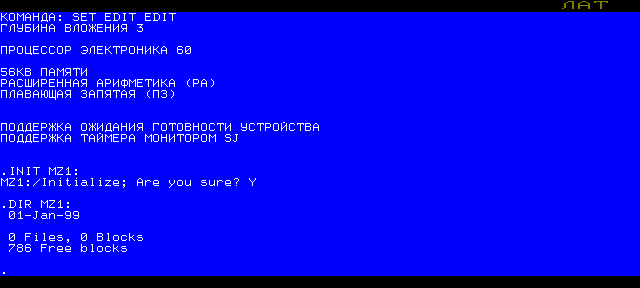 ЛАТ
КОМАНДА: SET EDIT EDIT
ГЛУБИНА ВЛОЖЕНИЯ 3
ПРОЦЕССОР ЭЛЕКТРОНИКА 60
56КВ ПАМЯТИ
РАСШИРЕННАЯ АРИФМЕТИКА (РА)
ПЛАВАЮЩАЯ ЗАПЯТАЯ (ПЗ)
ПОДДЕРЖКА ОЖИДАНИЯ ГОТОВНОСТИ УСТРОЙСТВА
ПОДДЕРЖКА ТАЙМЕРА МОНИТОРОМ SJ
.INIT MZ1:
MZ1:/Initialize; Are you sure? Y
.DIR MZ1:
01-Jan-99
0 Files, 0 Blocks
786 Free blocks
.